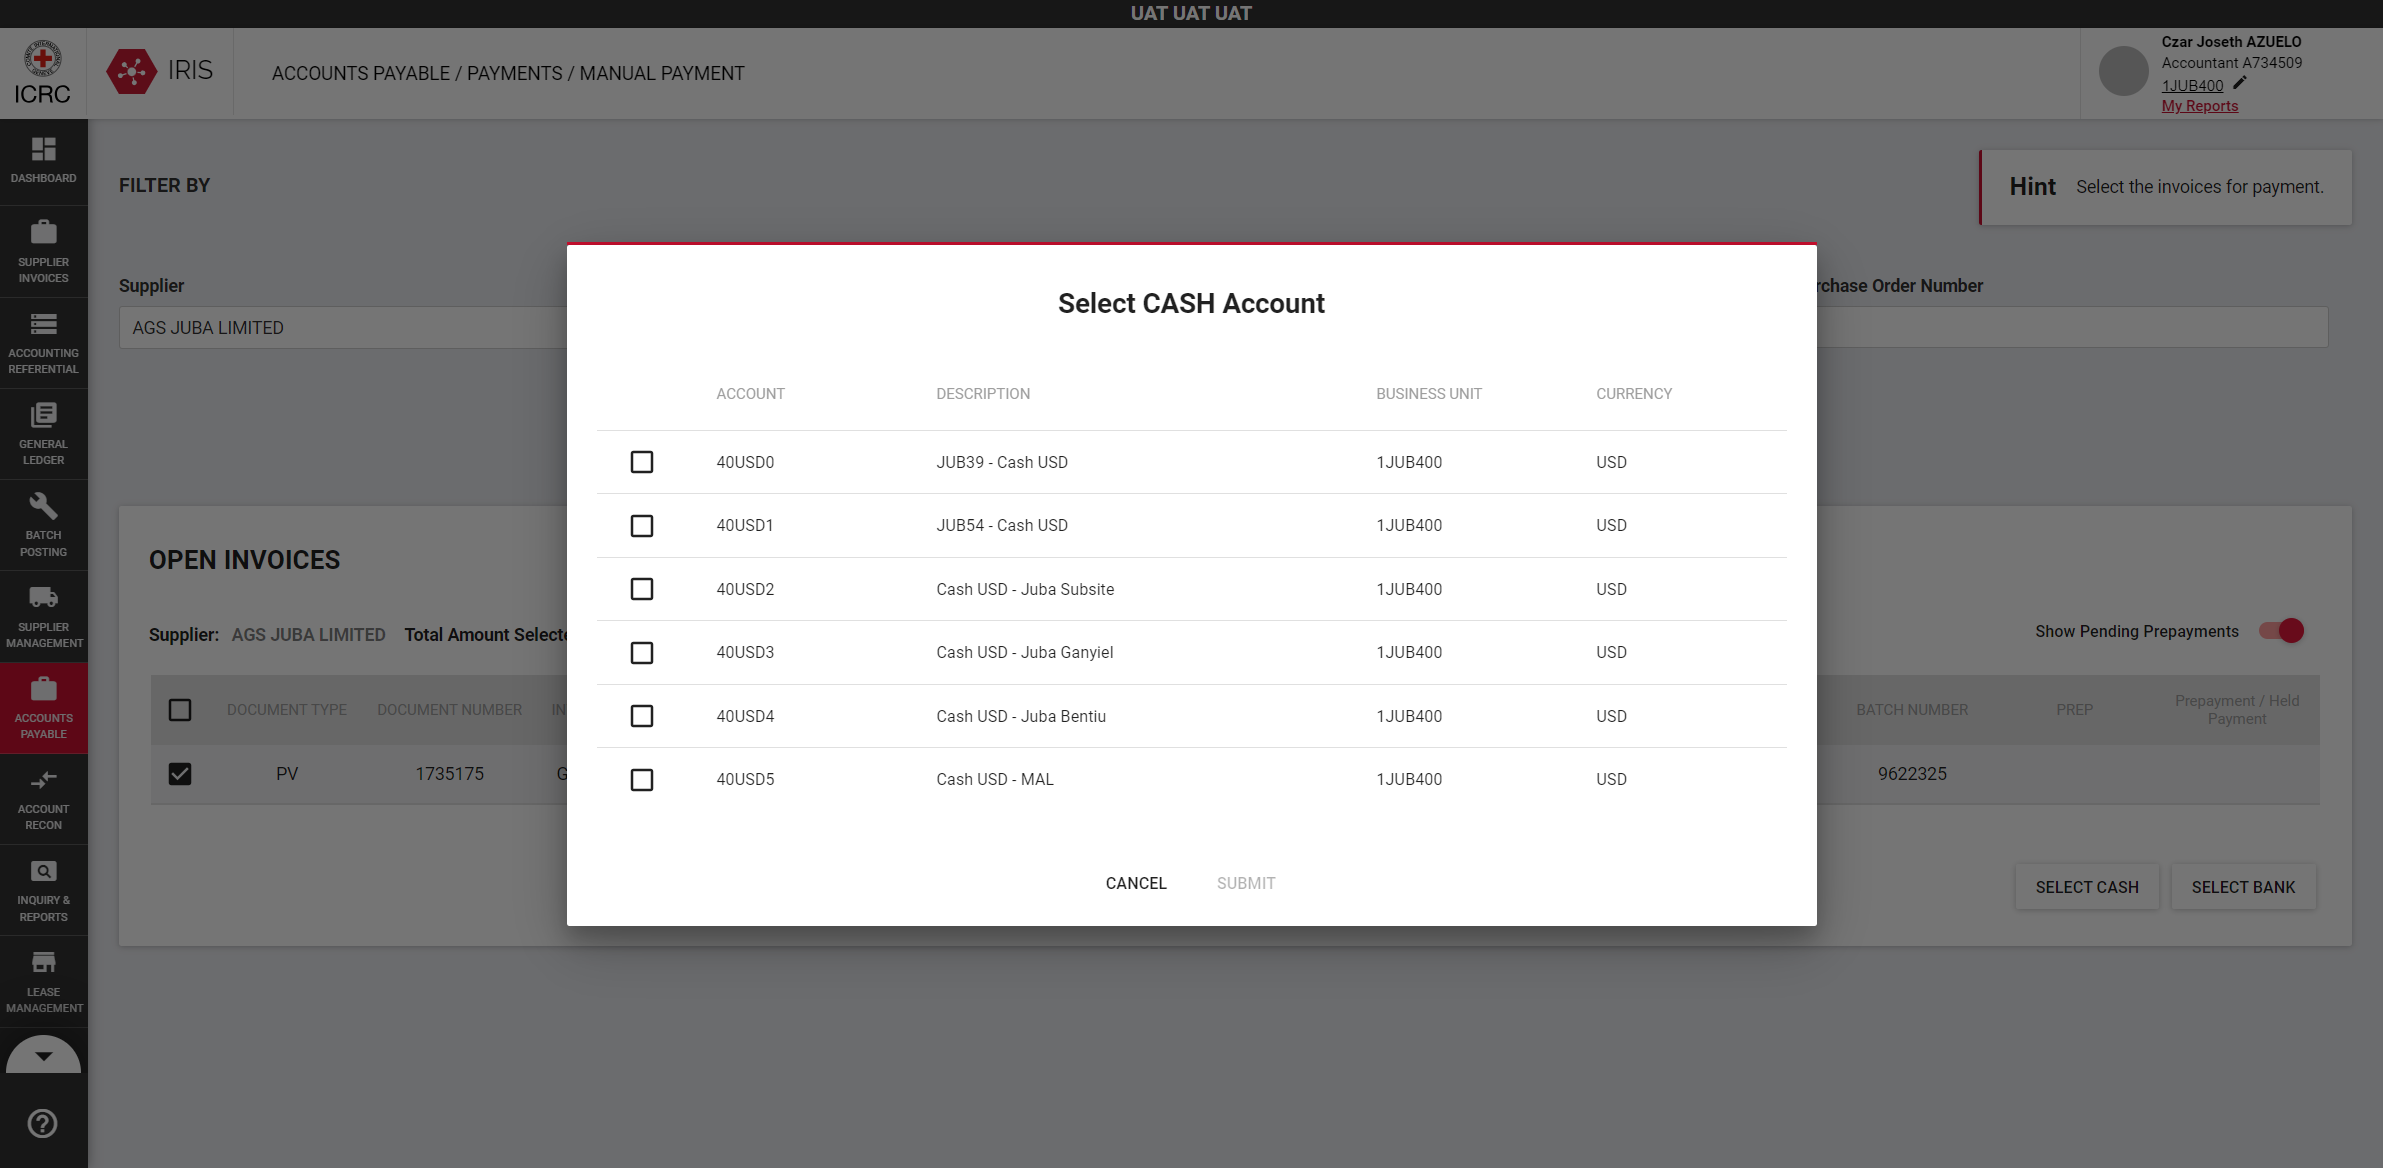 UAT UAT UAT
ICRC
IRIS
ACCOUNTS PAYABLE / PAYMENTS / MANUAL PAYMENT
Czar Joseth AZUELO
Accountant A734509
1JUB400
My Reports
DASHBOARD
SUPPLIER
INVOICES
ACCOUNTING
REFERENTIAL
GENERAL
LEDGER
BATCH
POSTING
SUPPLIER
MANAGEMENT
ACCOUNTS
PAYABLE
ACCOUNT
RECON
INQUIRY &
REPORTS
LEASE
MANAGEMENT
FILTER BY
Hint Select the invoices for payment.
Supplier
rchase Order Number
AGS JUBA LIMITED
OPEN INVOICES
Supplier: AGS JUBA LIMITED Total Amount Selecte
Show Pending Prepayments
DOCUMENT TYPE DOCUMENT NUMBER IN
BATCH NUMBER PREP Prepayment / Held
Payment
PV 1735175 G
9622325
SELECT CASH SELECT BANK
Select CASH Account
ACCOUNT DESCRIPTION BUSINESS UNIT CURRENCY
40USD0 JUB39 - Cash USD 1JUB400 USD
40USD1 JUB54 - Cash USD 1JUB400 USD
40USD2 Cash USD - Juba Subsite 1JUB400 USD
40USD3 Cash USD - Juba Ganyiel 1JUB400 USD
40USD4 Cash USD - Juba Bentiu 1JUB400 USD
40USD5 Cash USD - MAL 1JUB400 USD
CANCEL SUBMIT